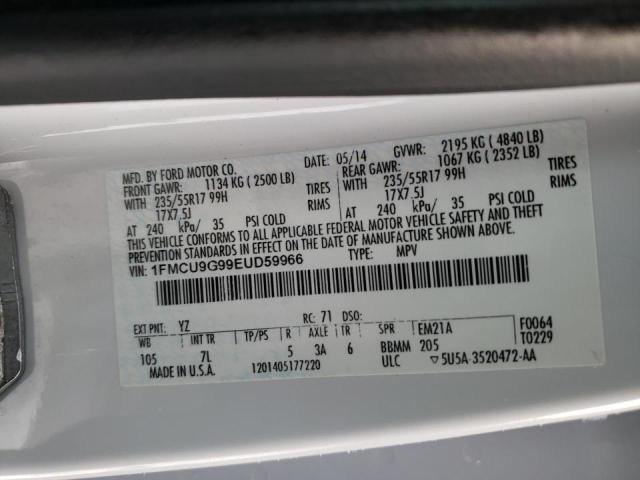 MFD. BY FORD MOTOR CO.
DATE: 05/14 GVWR: 2195 KG ( 4840 LB)
FRONT GAWR: 1134 KG ( 2500 LB) REAR GAWR: 1067 KG ( 2352 LB)
WITH 235/55R17 99H TIRES WITH 235/55R17 99H TIRES
17X7.5J RIMS 17X7.5J RIMS
AT 240 kPa/ 35 PSI COLD AT 240 kPa/ 35 PSI COLD
THIS VEHICLE CONFORMS TO ALL APPLICABLE FEDERAL MOTOR VEHICLE SAFETY AND THEFT
PREVENTION STANDARDS IN EFFECT ON THE DATE OF MANUFACTURE SHOWN ABOVE.
VIN: 1FMCU9G99EUD59966 TYPE: MPV
EXT PNT: YZ RC: 71 DSO: F0064
WB INT TR TP/PS R AXLE TR SPR EM21A T0229
105 7L 5 3A 6 BBMM 205
MADE IN U.S.A. 1201405177220 ULC ▽5U5A-3520472-AA